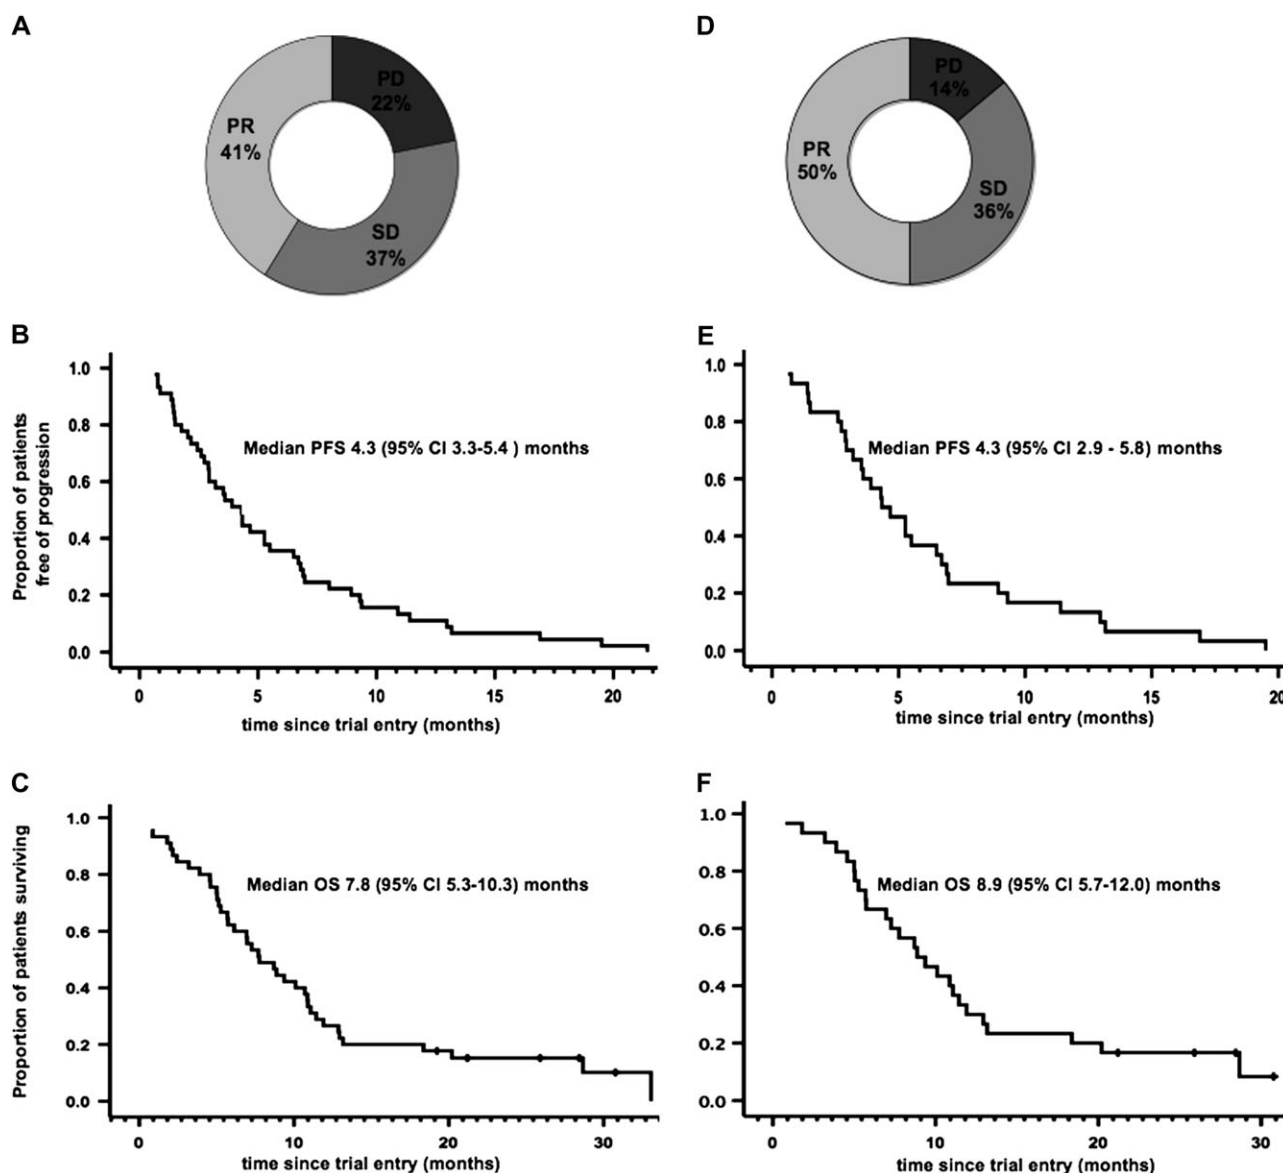 A
PD
22%
PR
41%
SD
37%
D
PD
14%
PR
50%
SD
36%
B
Proportion of patients
free of progression
1.0
0.8
0.6
0.4
0.2
0.0
Median PFS 4.3 (95% CI 3.3-5.4 ) months
0 5 10 15 20
time since trial entry (months)
E
1.0
0.8
0.6
0.4
0.2
0.0
Median PFS 4.3 (95% CI 2.9 - 5.8) months
0 5 10 15 20
time since trial entry (months)
C
Proportion of patients surviving
1.0
0.8
0.6
0.4
0.2
0.0
Median OS 7.8 (95% CI 5.3-10.3) months
0 10 20 30
time since trial entry (months)
F
1.0
0.8
0.6
0.4
0.2
0.0
Median OS 8.9 (95% CI 5.7-12.0) months
0 10 20 30
time since trial entry (months)